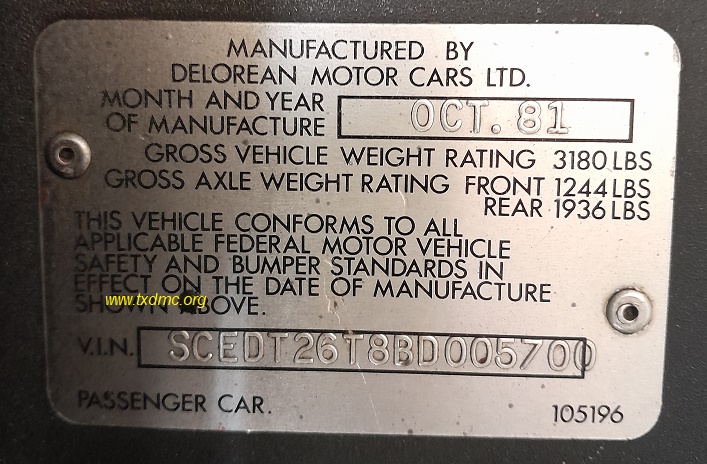 MANUFACTURED BY
DELOREAN MOTOR CARS LTD.
MONTH AND YEAR
OF MANUFACTURE OCT. 81
GROSS VEHICLE WEIGHT RATING 3180 LBS
GROSS AXLE WEIGHT RATING FRONT 1244 LBS
REAR 1936 LBS
THIS VEHICLE CONFORMS TO ALL
APPLICABLE FEDERAL MOTOR VEHICLE
SAFETY AND BUMPER STANDARDS IN
EFFECT ON THE DATE OF MANUFACTURE
www.txdmc.org
SHOWN ABOVE.
V.I.N. SCEDT26T8BD005700
PASSENGER CAR. 105196